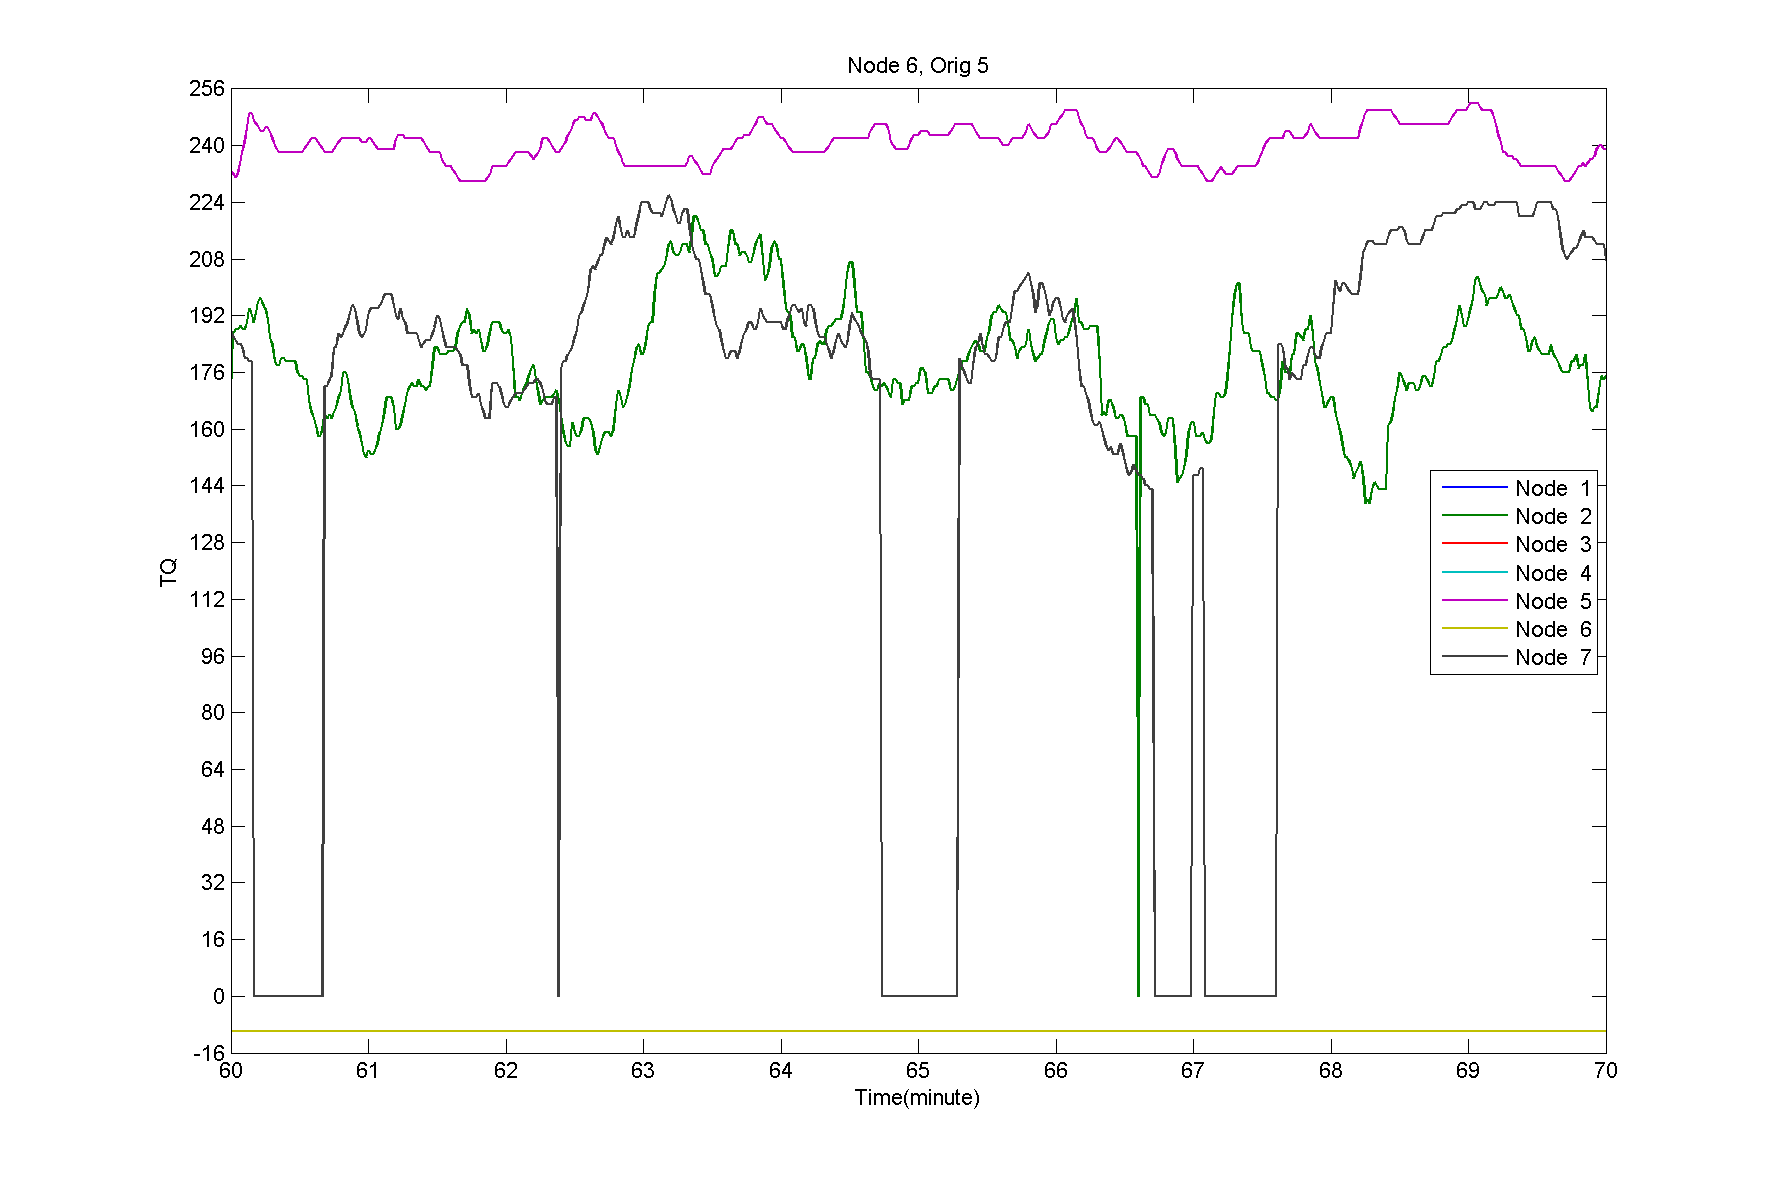 Node 6, Orig 5
256
240
224
208
192
176
160
144
128
112
96
80
64
48
32
16
0
-16
TQ
Node 1
Node 2
Node 3
Node 4
Node 5
Node 6
Node 7
60 61 62 63 64 65 66 67 68 69 70
Time(minute)